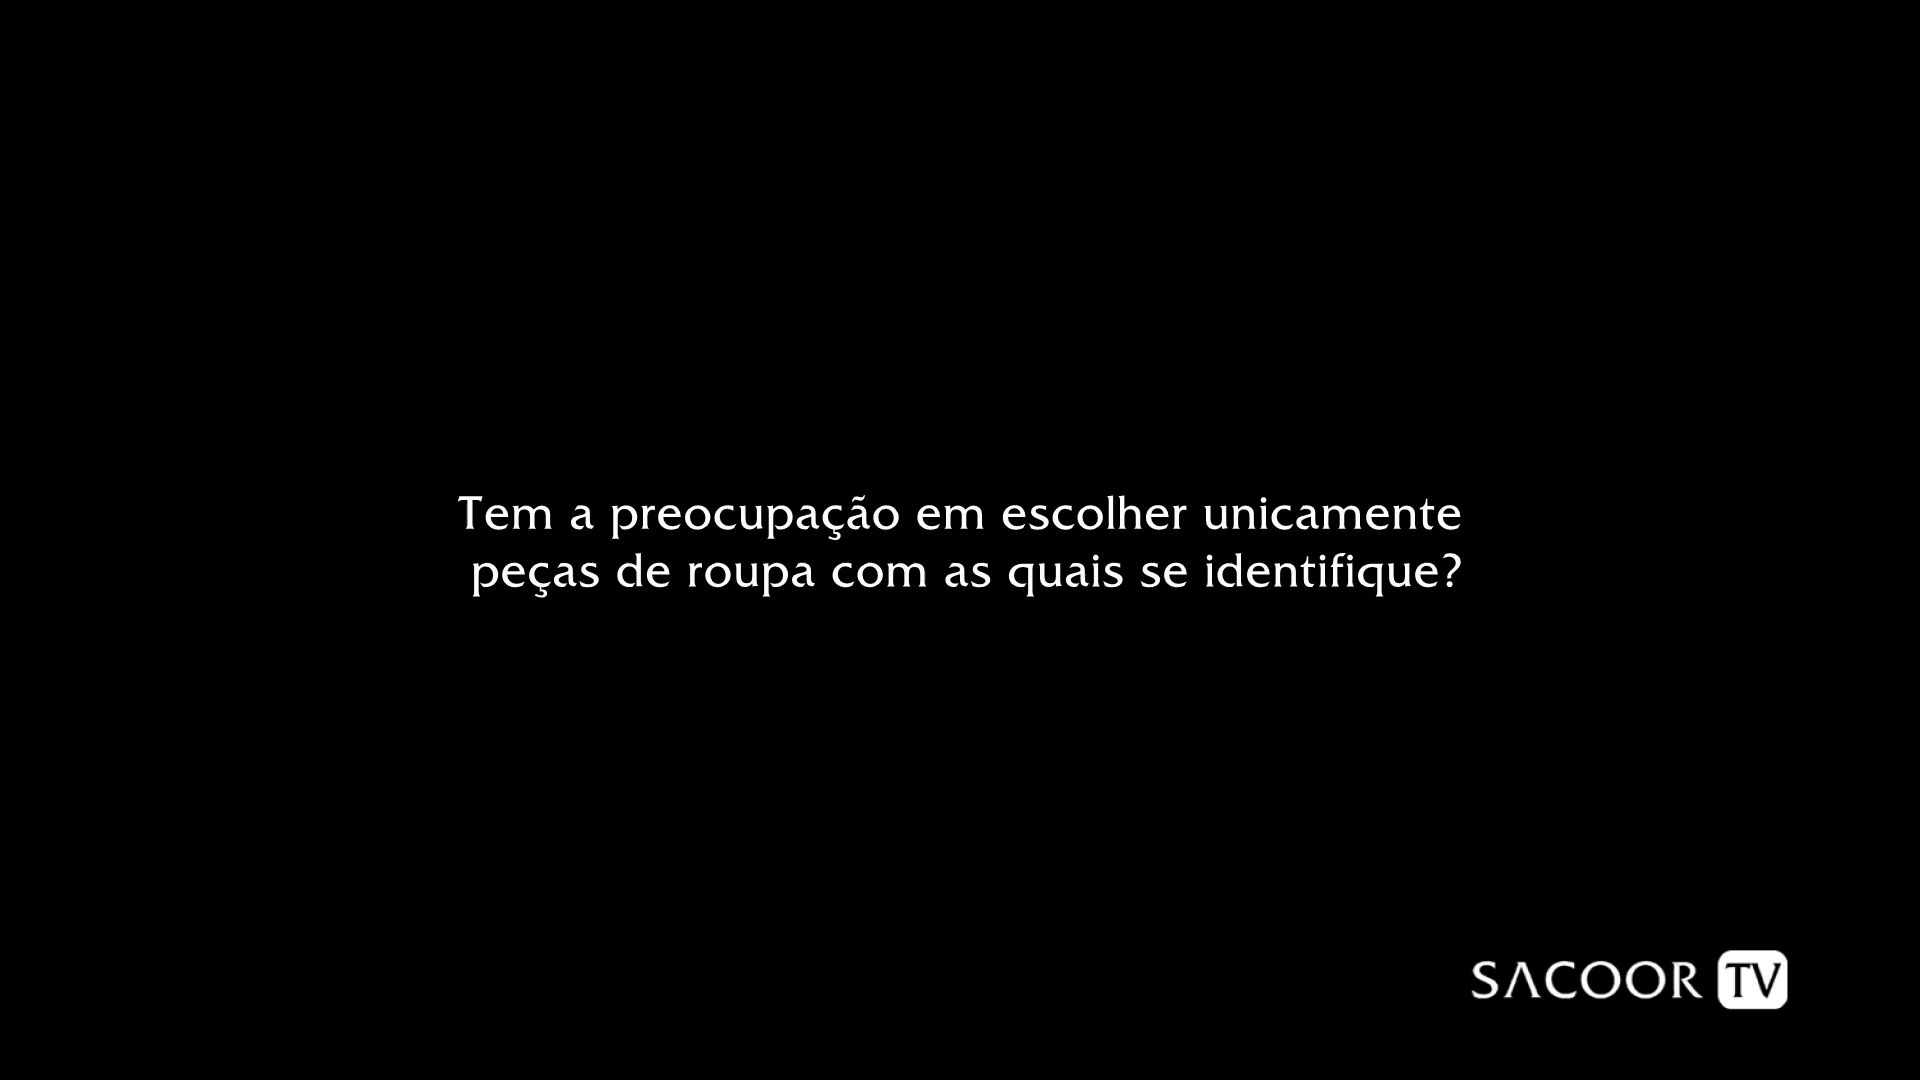 Tem a preocupação em escolher unicamente
peças de roupa com as quais se identifique?
SACOOR TV